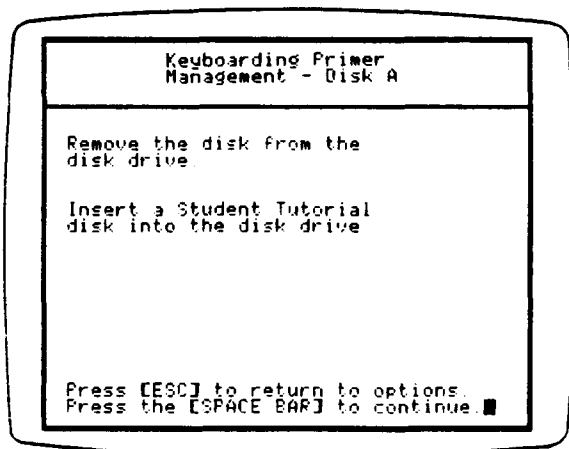 Keyboarding Primer
Management - Disk A
Remove the disk from the
disk drive
Insert a Student Tutorial
disk into the disk drive
Press [ESC] to return to options.
Press the [SPACE BAR] to continue.